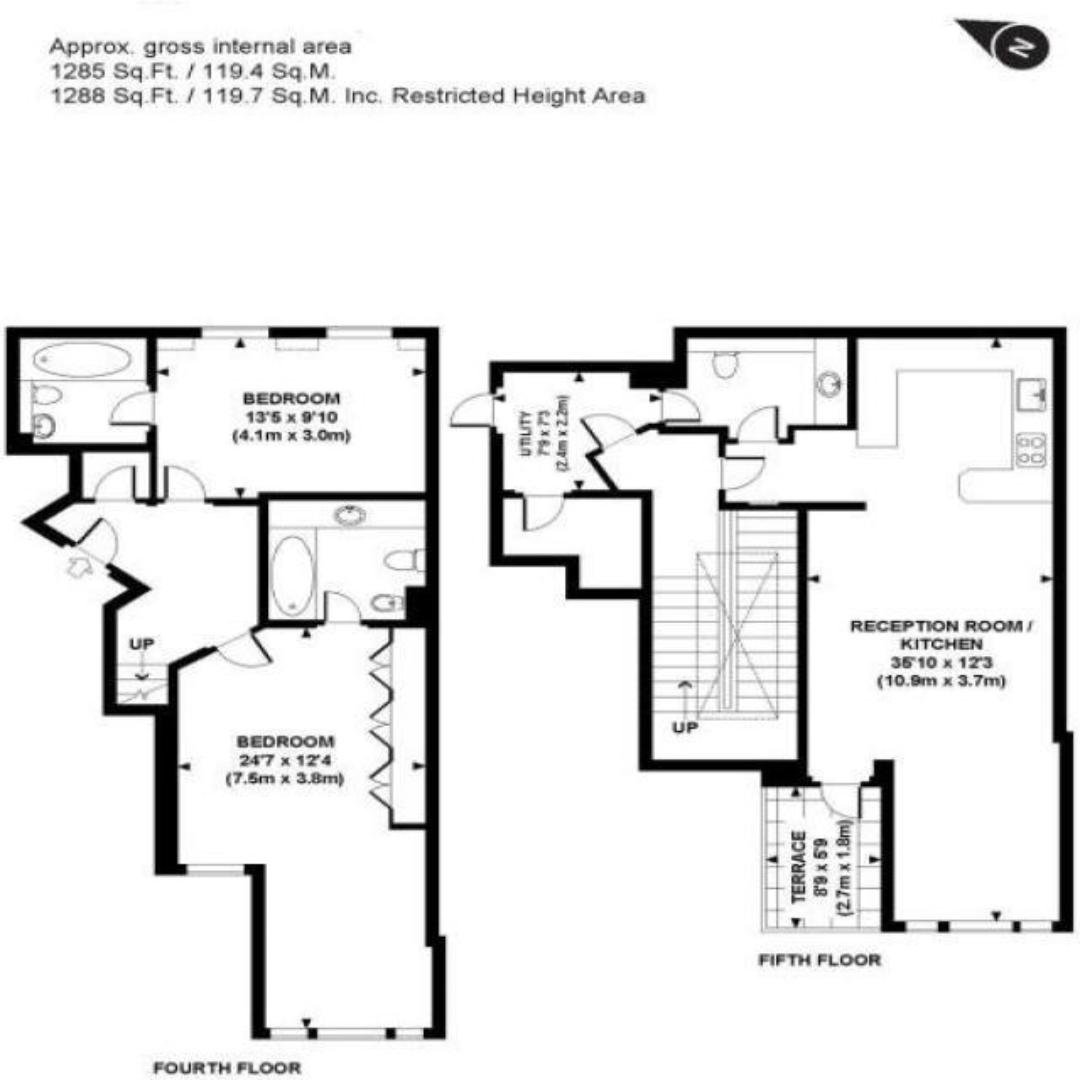 Approx. gross internal area
1285 Sq.Ft. / 119.4 Sq.M.
1288 Sq.Ft. / 119.7 Sq.M. Inc. Restricted Height Area
N
BEDROOM
13'5 x 9'10
(4.1m x 3.0m)
UP
BEDROOM
24'7 x 12'4
(7.5m x 3.8m)
FOURTH FLOOR
UTILITY
7'9 x 7'3
(2.4m x 2.2m)
UP
RECEPTION ROOM /
KITCHEN
35'10 x 12'3
(10.9m x 3.7m)
TERRACE
8'9 x 5'9
(2.7m x 1.8m)
FIFTH FLOOR